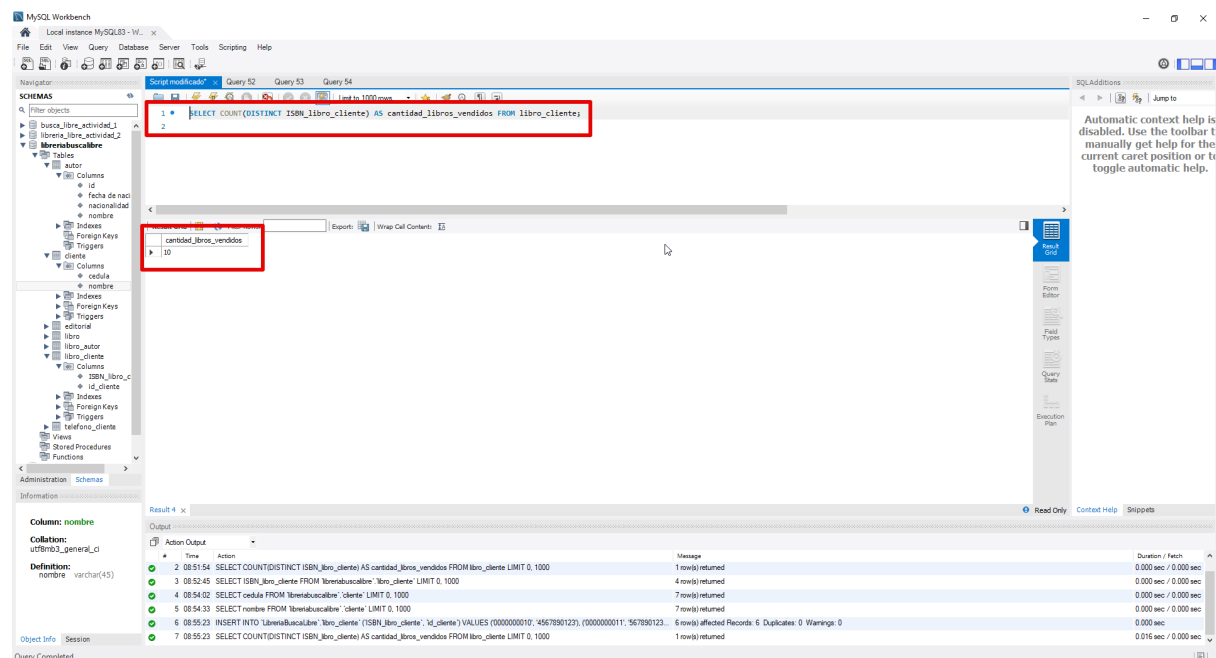 MySQL Workbench
Local instance MySQL83 - W...
File Edit View Query Database Server Tools Scripting Help
Navigator
SCHEMAS
Filter objects
busca_libre_actividad_1
libreria_libre_actividad_2
libreriabuscalibre
Tables
autor
Columns
id
fecha de naci
nacionalidad
nombre
Indexes
Foreign Keys
Triggers
cliente
Columns
cedula
nombre
Indexes
Foreign Keys
Triggers
editorial
libro
libro_autor
libro_cliente
Columns
ISBN_libro_c
id_cliente
Indexes
Foreign Keys
Triggers
telefono_cliente
Views
Stored Procedures
Functions
Administration Schemas
Information
Column: nombre
Collation:
utf8mb3_general_ci
Definition:
nombre varchar(45)
Object Info Session
Query Completed
Script modificado* Query 52 Query 53 Query 54
Limit to 1000 rows
1 SELECT COUNT(DISTINCT ISBN_libro_cliente) AS cantidad_libros_vendidos FROM libro_cliente;
2
Export: Wrap Cell Content:
cantidad_libros_vendidos
10
Result Grid
Form Editor
Field Types
Query Stats
Execution Plan
Result 4 Read Only
Output
Action Output
# Time Action Message Duration / Fetch
2 08:51:54 SELECT COUNT(DISTINCT ISBN_libro_cliente) AS cantidad_libros_vendidos FROM libro_cliente LIMIT 0, 1000 1 row(s) returned 0.000 sec / 0.000 sec
3 08:52:45 SELECT ISBN_libro_cliente FROM `libreriabuscalibre`.`libro_cliente` LIMIT 0, 1000 4 row(s) returned 0.000 sec / 0.000 sec
4 08:54:02 SELECT cedula FROM `libreriabuscalibre`.`cliente` LIMIT 0, 1000 7 row(s) returned 0.000 sec / 0.000 sec
5 08:54:33 SELECT nombre FROM `libreriabuscalibre`.`cliente` LIMIT 0, 1000 7 row(s) returned 0.000 sec / 0.000 sec
6 08:55:23 INSERT INTO `LibreriaBuscaLibre`.`libro_cliente` (`ISBN_libro_cliente`, `id_cliente`) VALUES ('0000000010', '4567890123'), ('0000000011', '567890123... 6 row(s) affected Records: 6 Duplicates: 0 Warnings: 0 0.000 sec
7 08:55:23 SELECT COUNT(DISTINCT ISBN_libro_cliente) AS cantidad_libros_vendidos FROM libro_cliente LIMIT 0, 1000 1 row(s) returned 0.016 sec / 0.000 sec
SQLAdditions
Jump to
Automatic context help is
disabled. Use the toolbar t
manually get help for the
current caret position or to
toggle automatic help.
Context Help Snippets